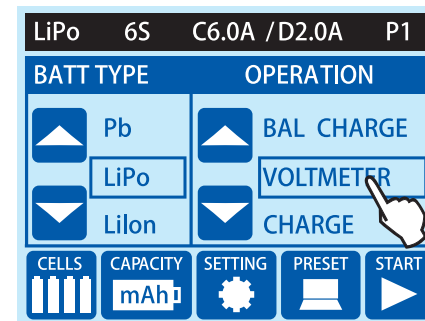 LiPo 6S C6.0A /D2.0A P1
BATT TYPE OPERATION
Pb BAL CHARGE
LiPo VOLTMETER
LiIon CHARGE
CELLS CAPACITY SETTING PRESET START
mAh